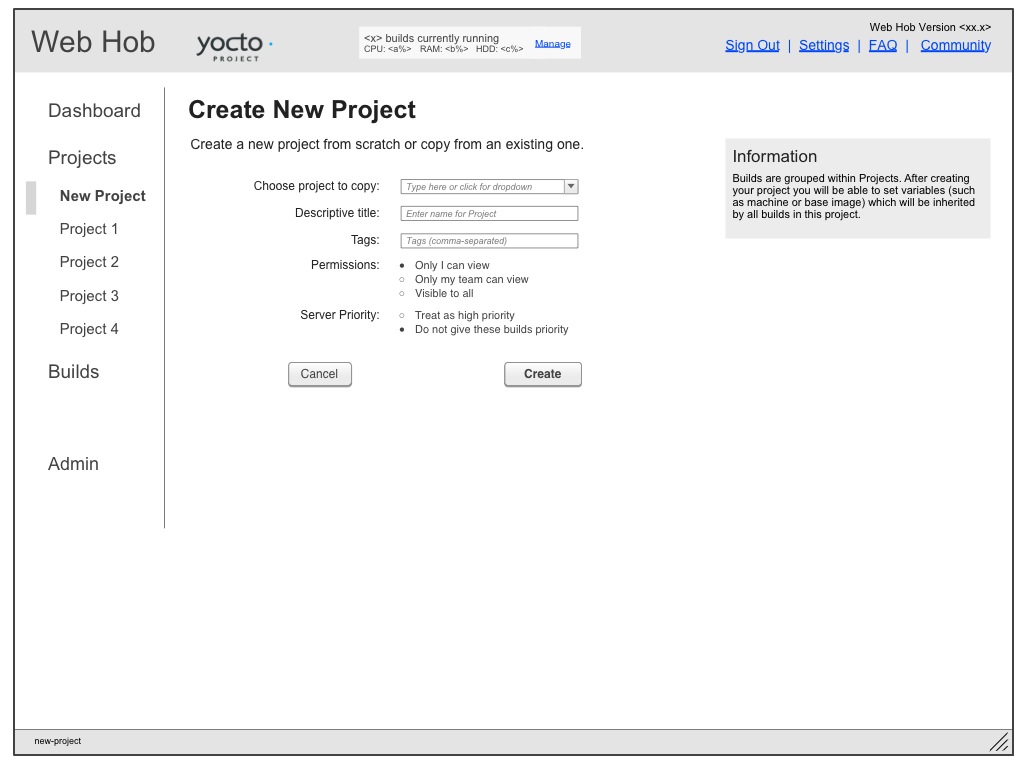 Web Hob
yocto
PROJECT
<x> builds currently running
CPU: <a%> RAM: <b%> HDD: <c%>
Manage
Web Hob Version <xx.x>
Sign Out | Settings | FAQ | Community
Dashboard
Projects
New Project
Project 1
Project 2
Project 3
Project 4
Builds
Admin
Create New Project
Create a new project from scratch or copy from an existing one.
Choose project to copy: Type here or click for dropdown
Descriptive title: Enter name for Project
Tags: Tags (comma-separated)
Permissions: Only I can view
Only my team can view
Visible to all
Server Priority: Treat as high priority
Do not give these builds priority
Cancel
Create
Information
Builds are grouped within Projects. After creating
your project you will be able to set variables (such
as machine or base image) which will be inherited
by all builds in this project.
new-project